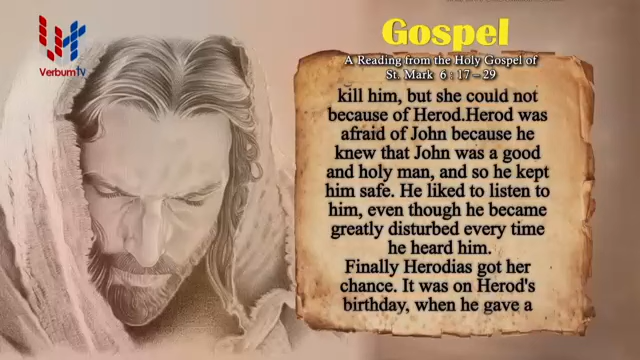 VerbumTV
Gospel
A Reading from the Holy Gospel of
St. Mark 6 : 17 – 29
kill him, but she could not
because of Herod.Herod was
afraid of John because he
knew that John was a good
and holy man, and so he kept
him safe. He liked to listen to
him, even though he became
greatly disturbed every time
he heard him.
Finally Herodias got her
chance. It was on Herod's
birthday, when he gave a